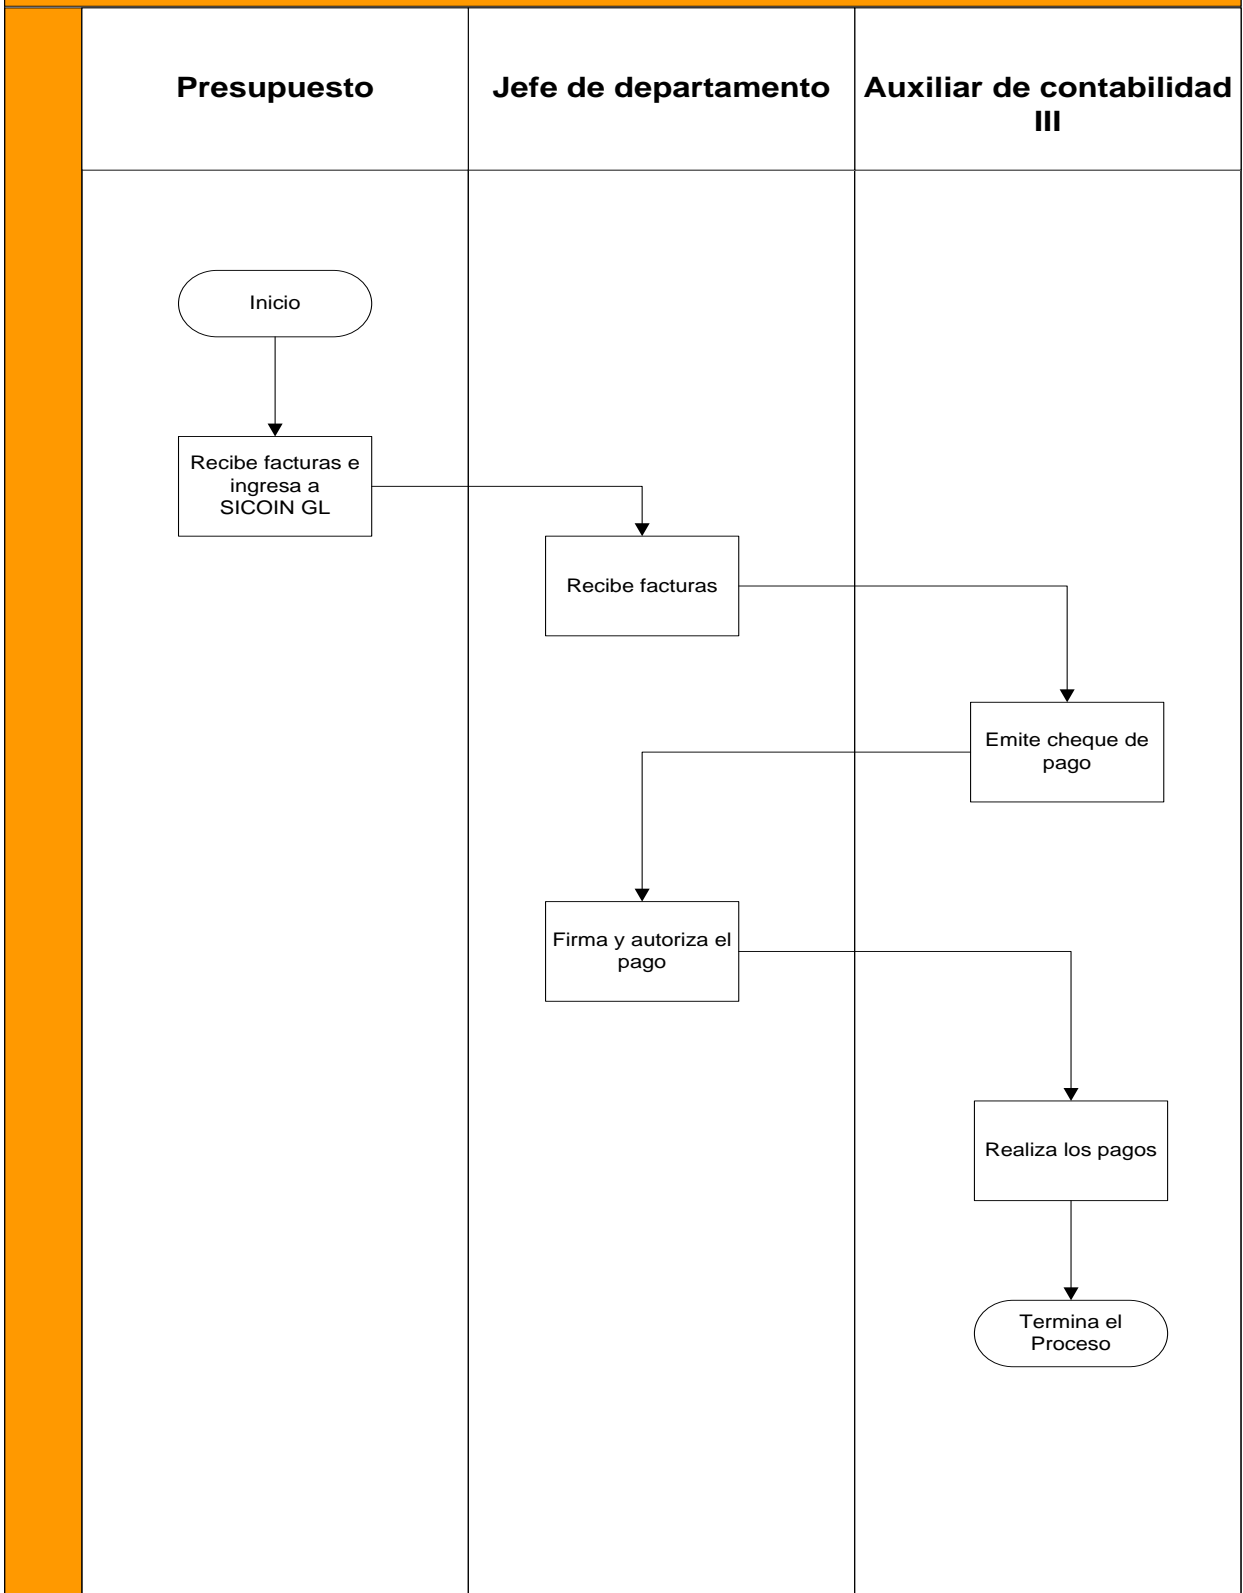 Presupuesto
Jefe de departamento
Auxiliar de contabilidad
III
Inicio
Recibe facturas e
ingresa a
SICOIN GL
Recibe facturas
Emite cheque de
pago
Firma y autoriza el
pago
Realiza los pagos
Termina el
Proceso